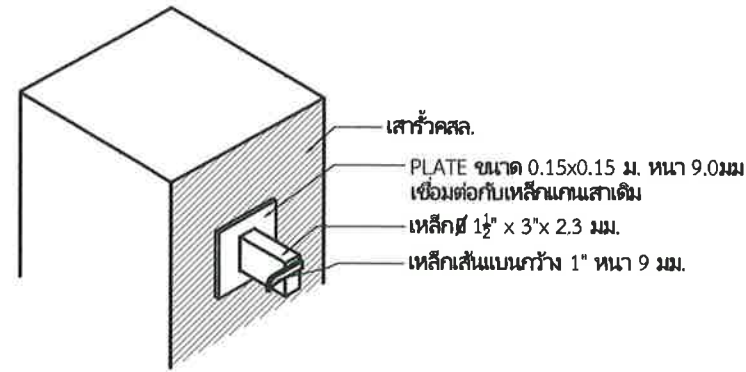 เสารั้วคสล.
PLATE ขนาด 0.15x0.15 ม. หนา 9.0มม
เชื่อมต่อกับเหล็กแกนเสาเดิม
เหล็ก 1½" x 3"x 2.3 มม.
เหล็กเส้นแบนกว้าง 1" หนา 9 มม.